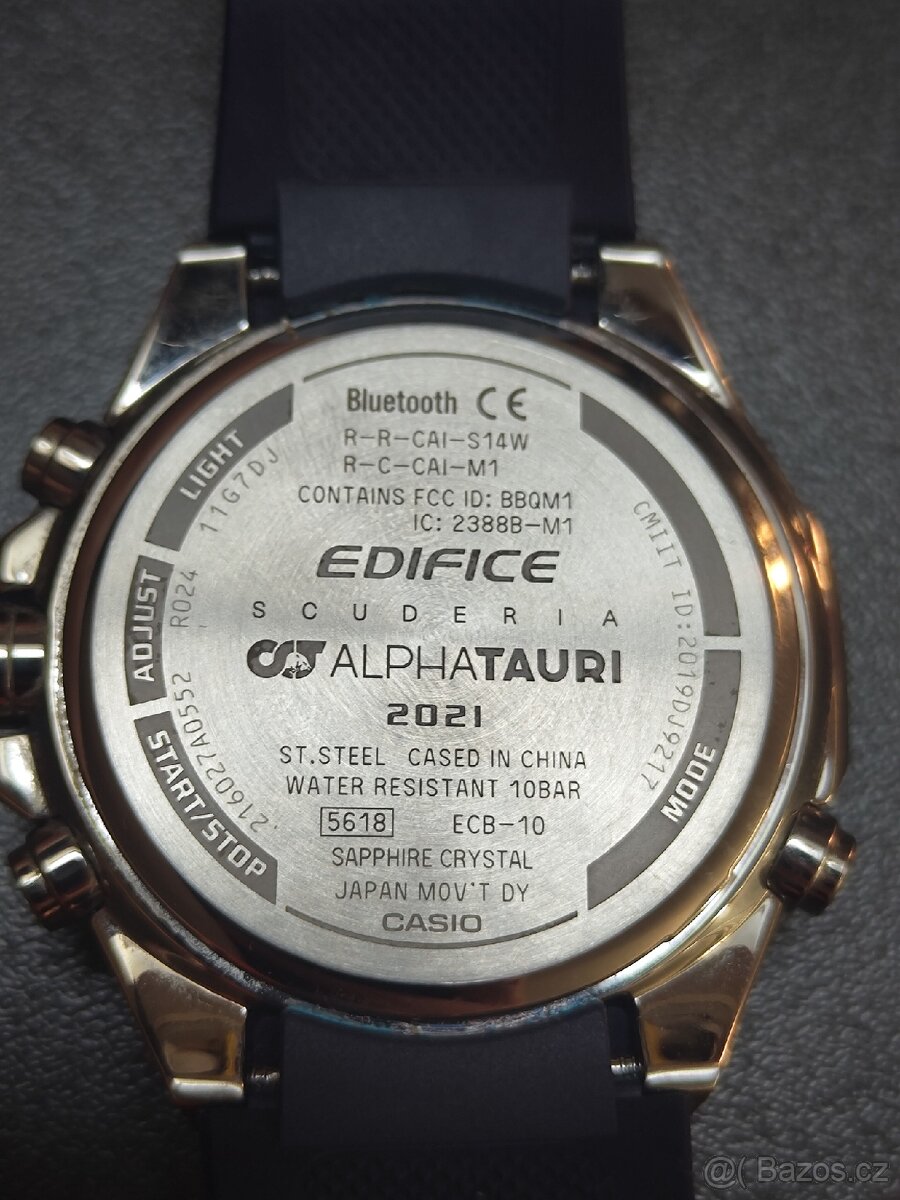 Bluetooth CE
R-R-CAI-S14W
R-C-CAI-M1
CONTAINS FCC ID: BBQM1
IC: 2388B-M1
EDIFICE
SCUDERIA
ALPHATAURI
2021
ST.STEEL CASED IN CHINA
WATER RESISTANT 10BAR
5618 ECB-10
SAPPHIRE CRYSTAL
JAPAN MOV'T DY
CASIO
LIGHT
ADJUST
START/STOP
MODE
11G7DJ
R024
216027A0552
CMIIT ID:2019DJ9217
@( Bazos.cz